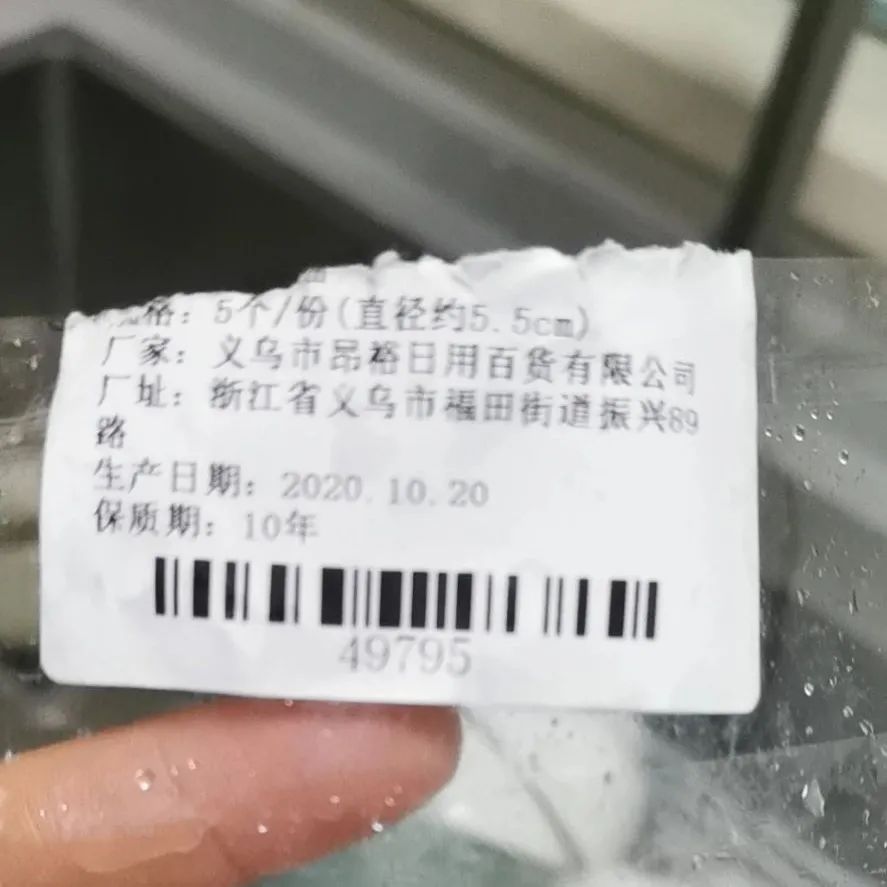 规格：5个/份(直径约5.5cm)
厂家：义乌市昂裕日用百货有限公司
厂址：浙江省义乌市福田街道振兴89
路
生产日期：2020.10.20
保质期：10年
49795